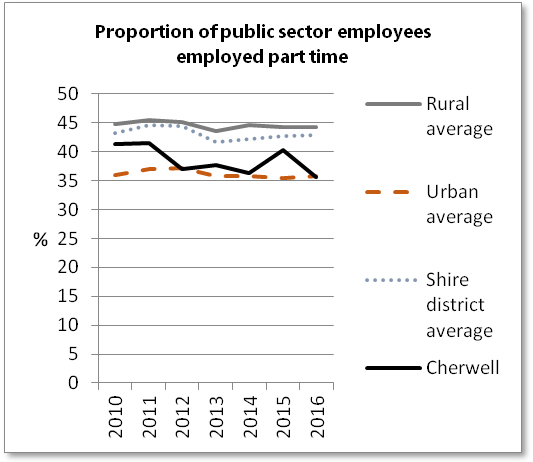 Proportion of public sector employees
employed part time
50
45
40
35
30
25
20
15
10
5
0
%
2010
2011
2012
2013
2014
2015
2016
Rural
average
Urban
average
Shire
district
average
Cherwell